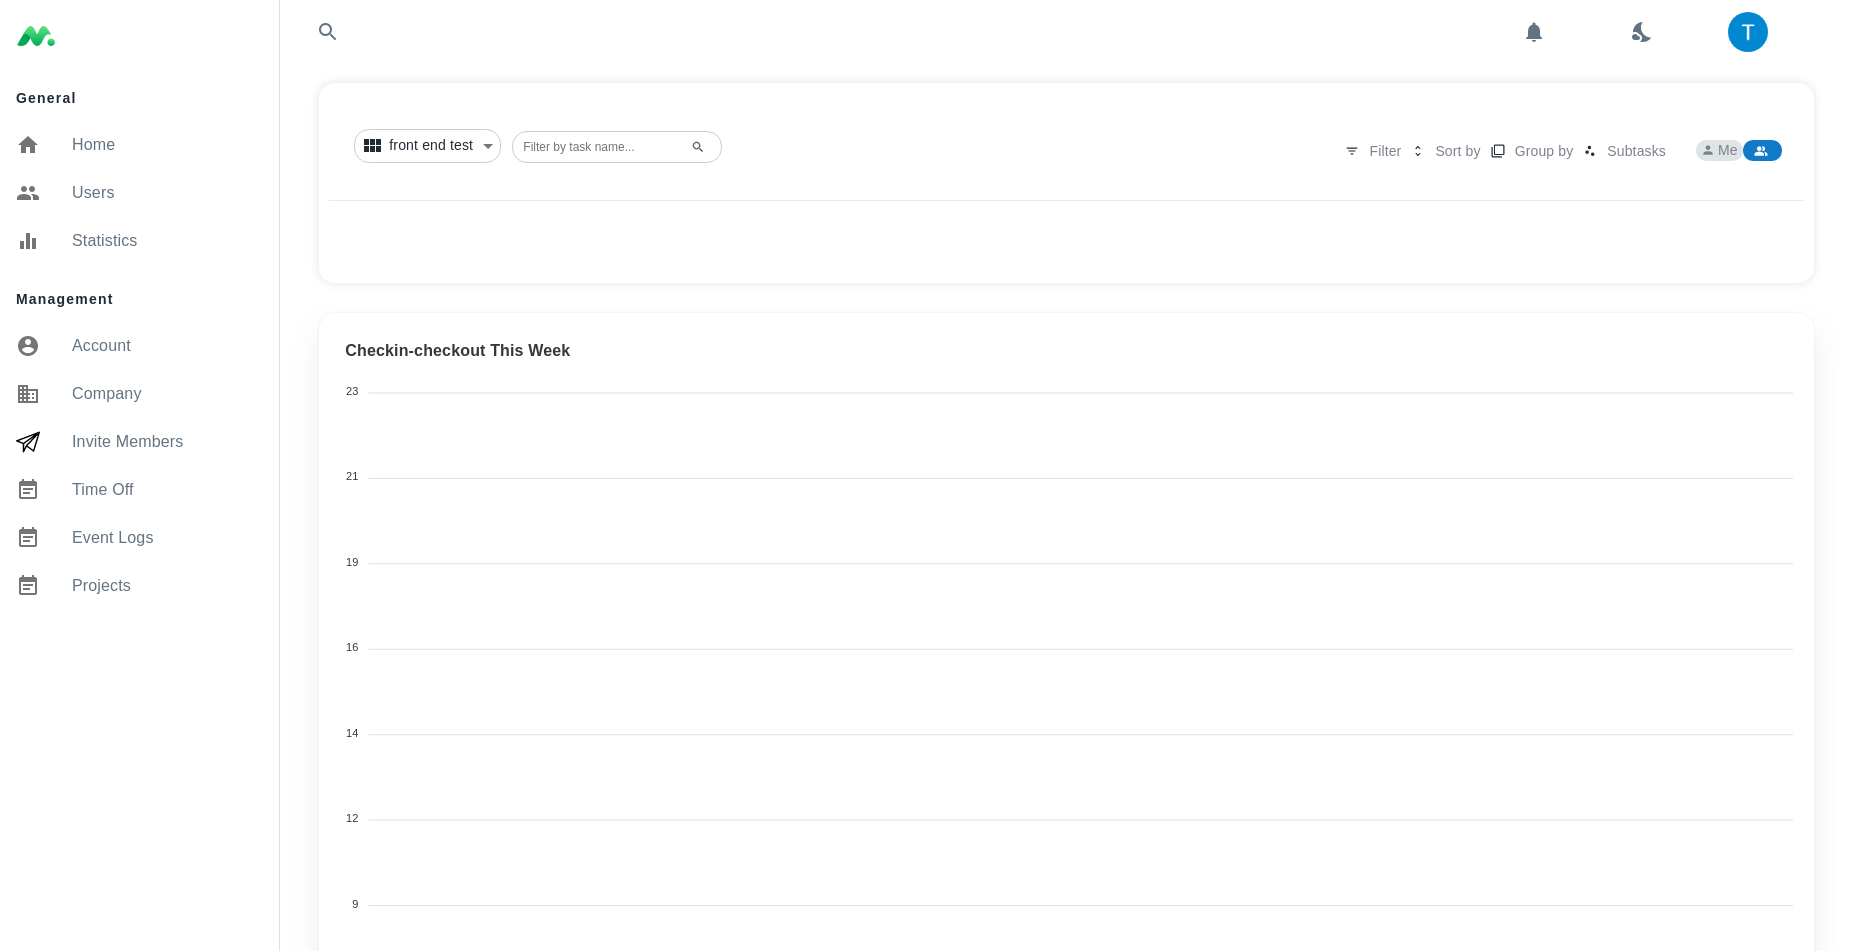 T
General
Home
Users
Statistics
Management
Account
Company
Invite Members
Time Off
Event Logs
Projects
front end test
Filter by task name...
Filter
Sort by
Group by
Subtasks
Me
Checkin-checkout This Week
23
21
19
16
14
12
9